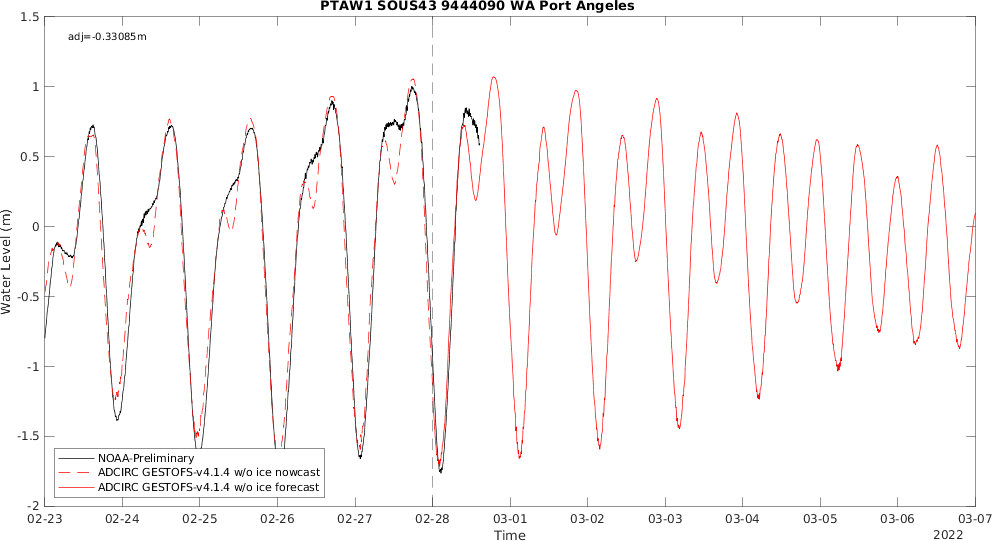 PTAW1 SOUS43 9444090 WA Port Angeles
adj=-0.33085m
1.5
1
0.5
0
-0.5
-1
-1.5
-2
Water Level (m)
NOAA-Preliminary
ADCIRC GESTOFS-v4.1.4 w/o ice nowcast
ADCIRC GESTOFS-v4.1.4 w/o ice forecast
02-23 02-24 02-25 02-26 02-27 02-28 03-01 03-02 03-03 03-04 03-05 03-06 03-07
Time
2022